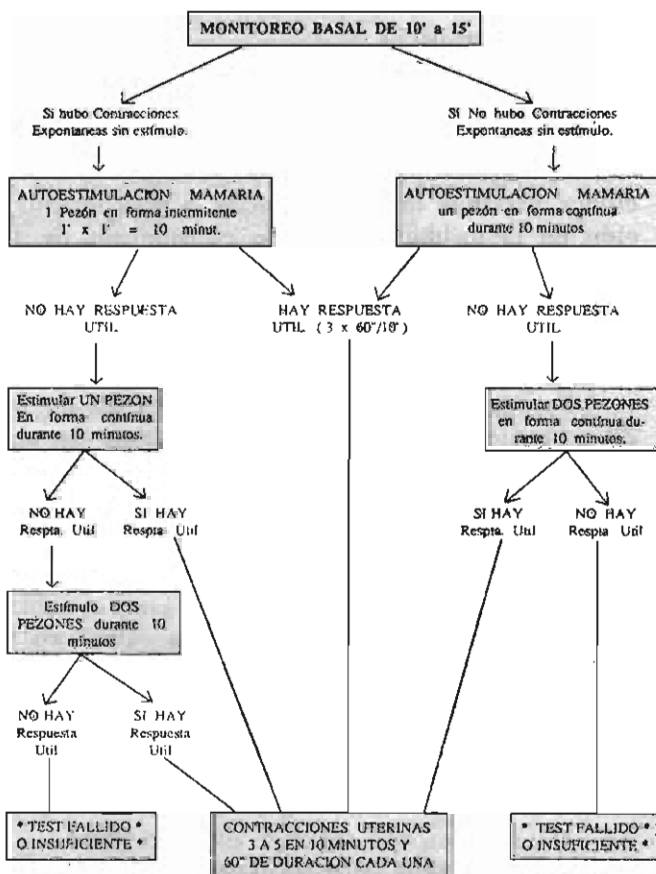 MONITOREO BASAL DE 10' a 15'
Si hubo Contracciones
Expontaneas sin estímulo.
Sí No hubo Contracciones
Expontaneas sin estímulo.
AUTOESTIMULACION MAMARIA
1 Pezón en forma intermitente
1' x 1' = 10 minut.
AUTOESTIMULACION MAMARIA
un pezón en forma contínua
durante 10 minutos
NO HAY RESPUESTA
UTIL
HAY RESPUESTA
UTIL (3 x 60"/10')
NO HAY RESPUESTA
UTIL
Estimular UN PEZON
En forma contínua
durante 10 minutos.
Estimular DOS PEZONES
en forma contínua du-
rante 10 minutos.
NO HAY
Respta. Util
SI HAY
Respta. Util
SI HAY
Respta. Util
NO HAY
Respta. Util
Estímulo DOS
PEZONES durante 10
minutos
NO HAY
Respuesta
Util
SI HAY
Respuesta
Util
* TEST FALLIDO *
O INSUFICIENTE *
CONTRACCIONES UTERINAS
3 A 5 EN 10 MINUTOS Y
60" DE DURACIÓN CADA UNA
* TEST FALLIDO *
O INSUFICIENTE *